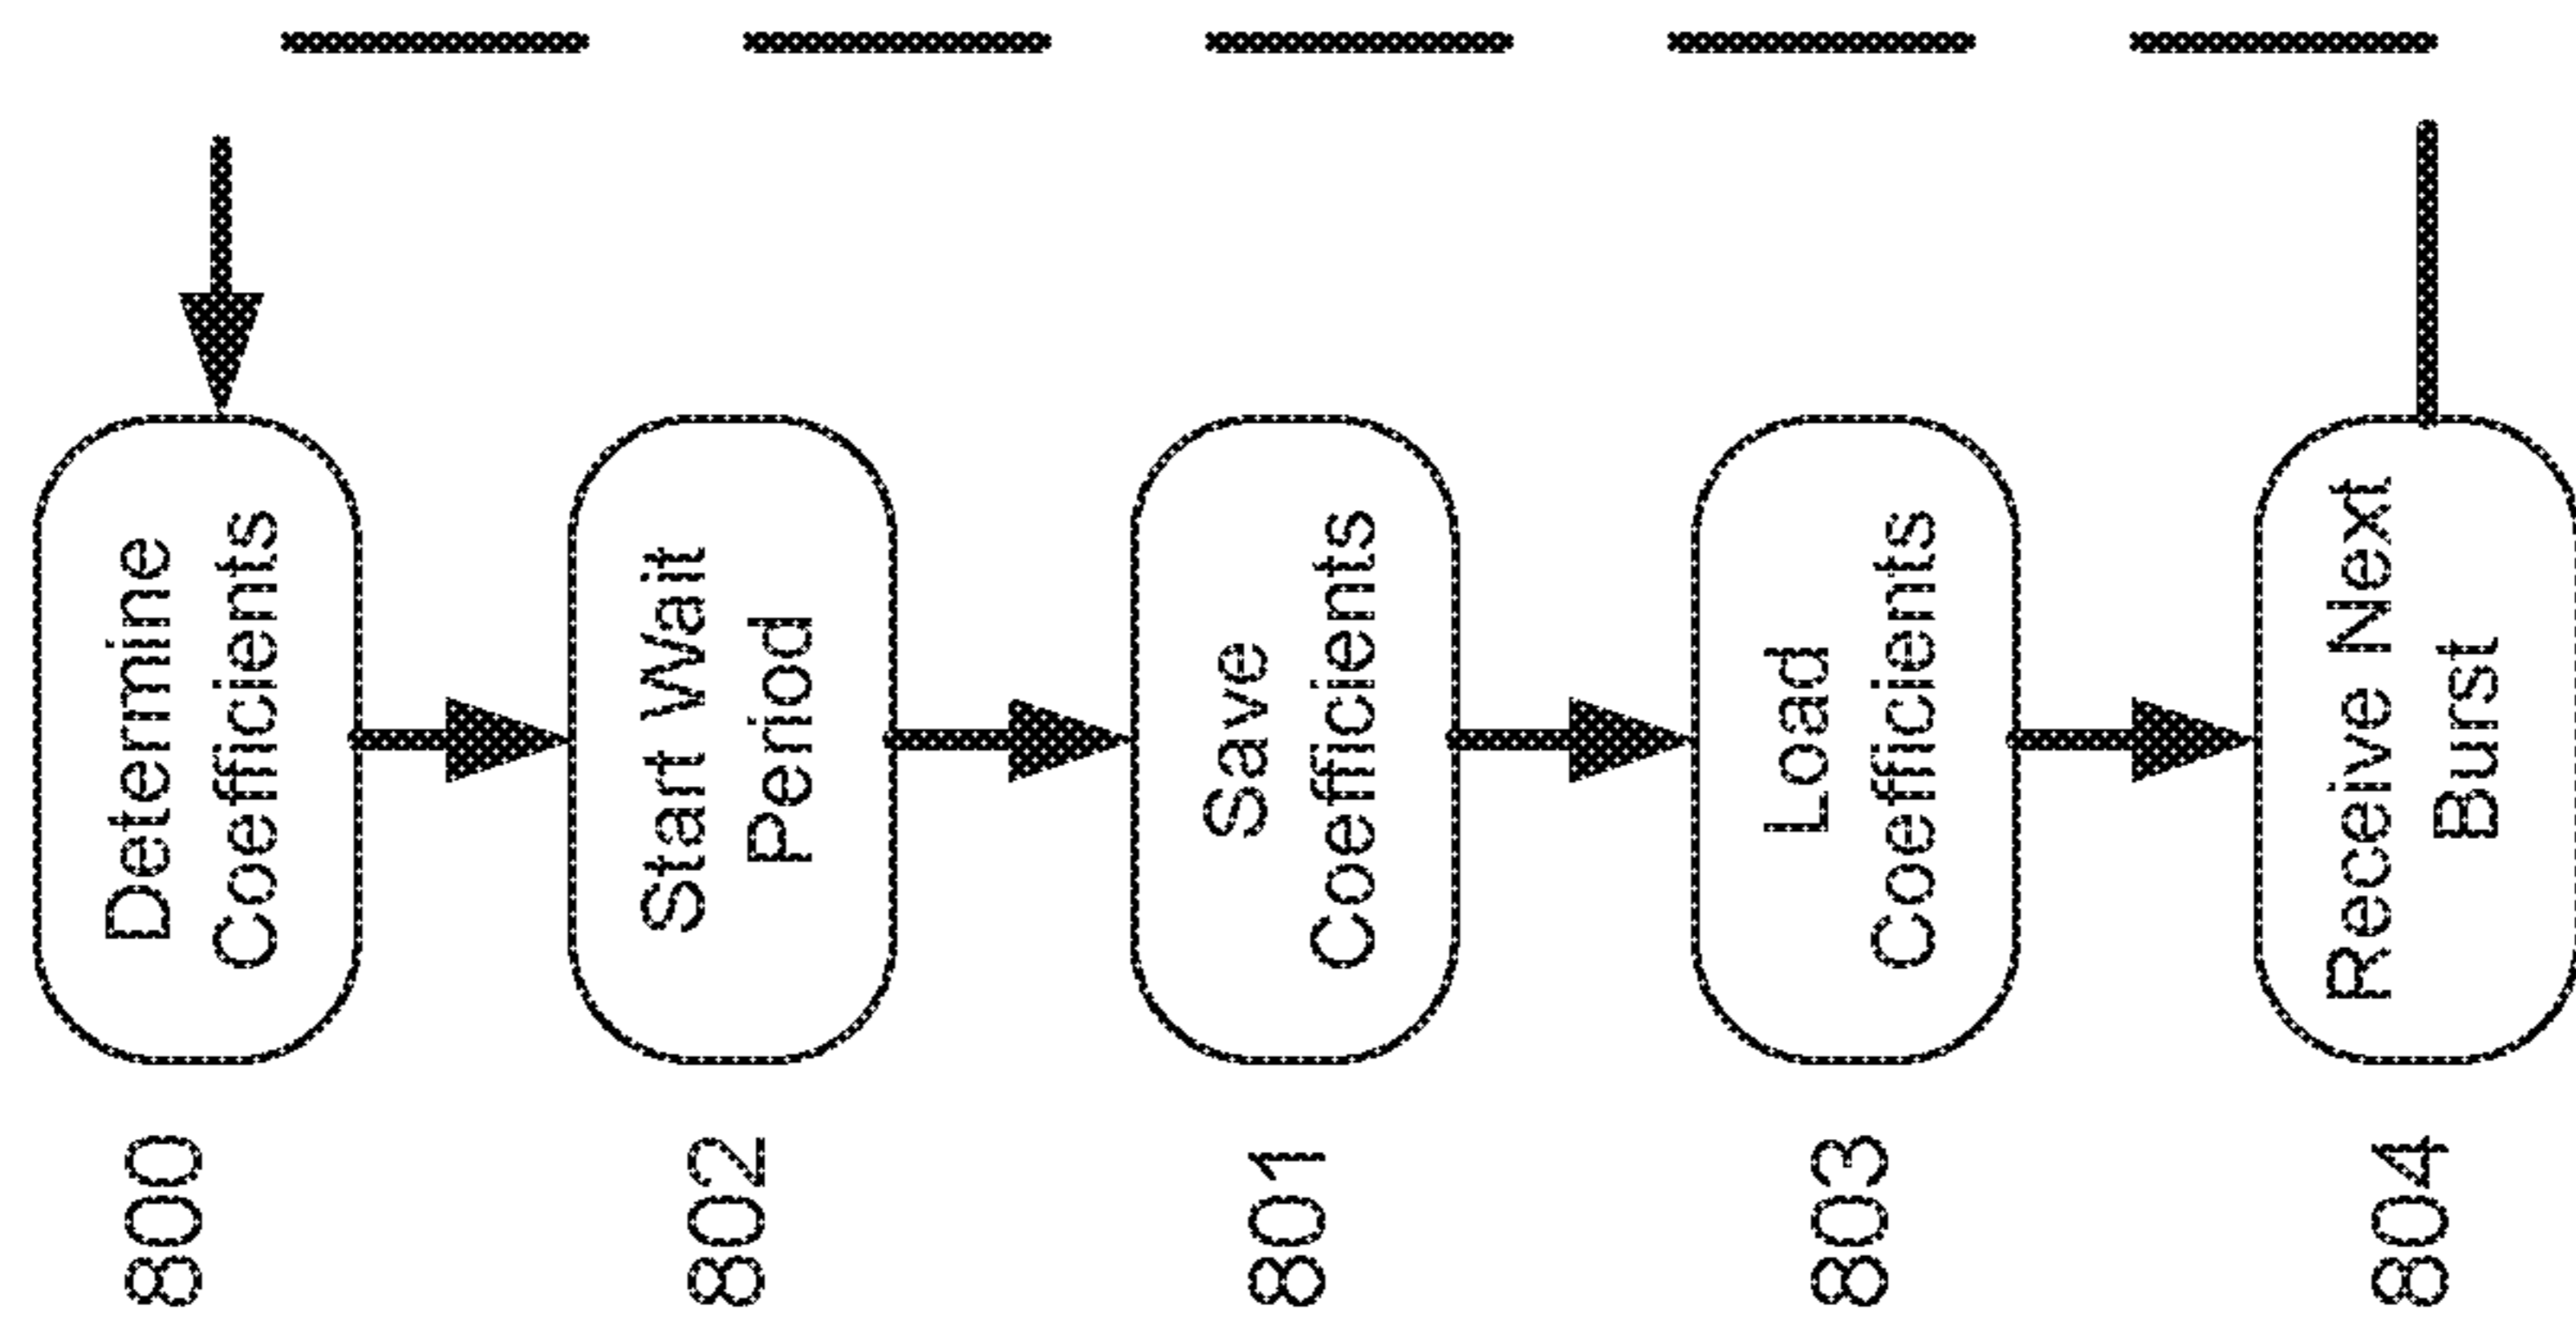 800
Determine
Coefficients
802
Start Wait
Period
801
Save
Coefficients
803
Load
Coefficients
804
Receive Next
Burst